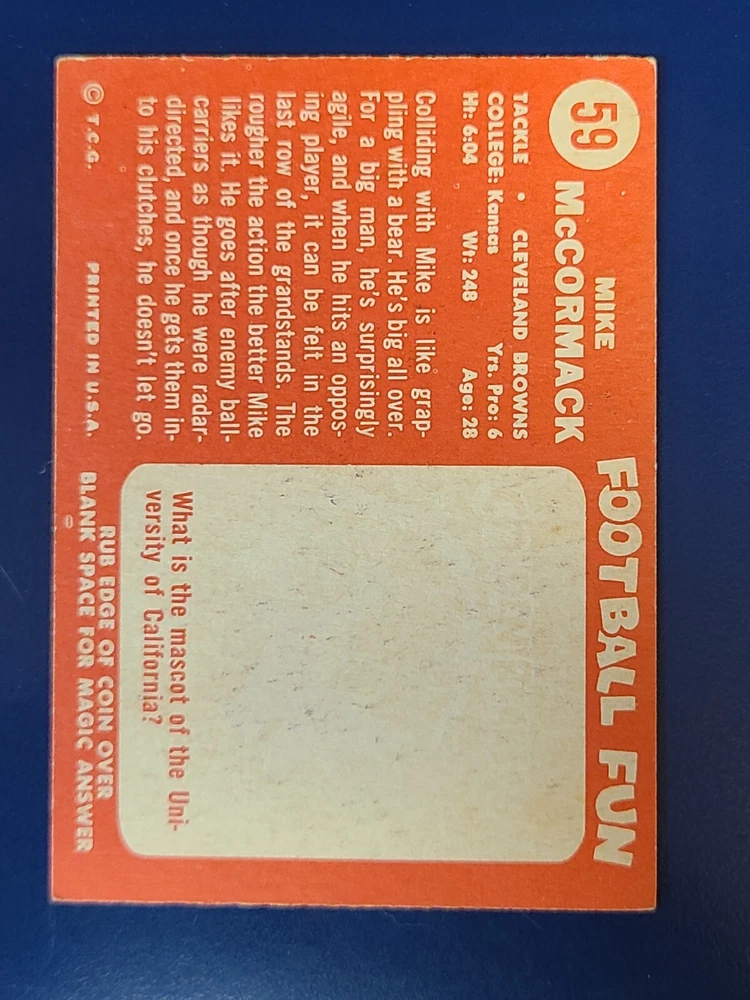 59
MIKE
McCORMACK
TACKLE • CLEVELAND BROWNS
COLLEGE: Kansas Yrs. Pro: 6
Ht: 6:04 Wt: 248 Age: 28
Colliding with Mike is like grap-
pling with a bear. He's big all over.
For a big man, he's surprisingly
agile, and when he hits an oppos-
ing player, it can be felt in the
last row of the grandstands. The
rougher the action the better Mike
likes it. He goes after enemy ball-
carriers as though he were radar-
directed, and once he gets them in-
to his clutches, he doesn't let go.
© T.C.G. PRINTED IN U.S.A.
FOOTBALL FUN
What is the mascot of the Uni-
versity of California?
RUB EDGE OF COIN OVER
BLANK SPACE FOR MAGIC ANSWER